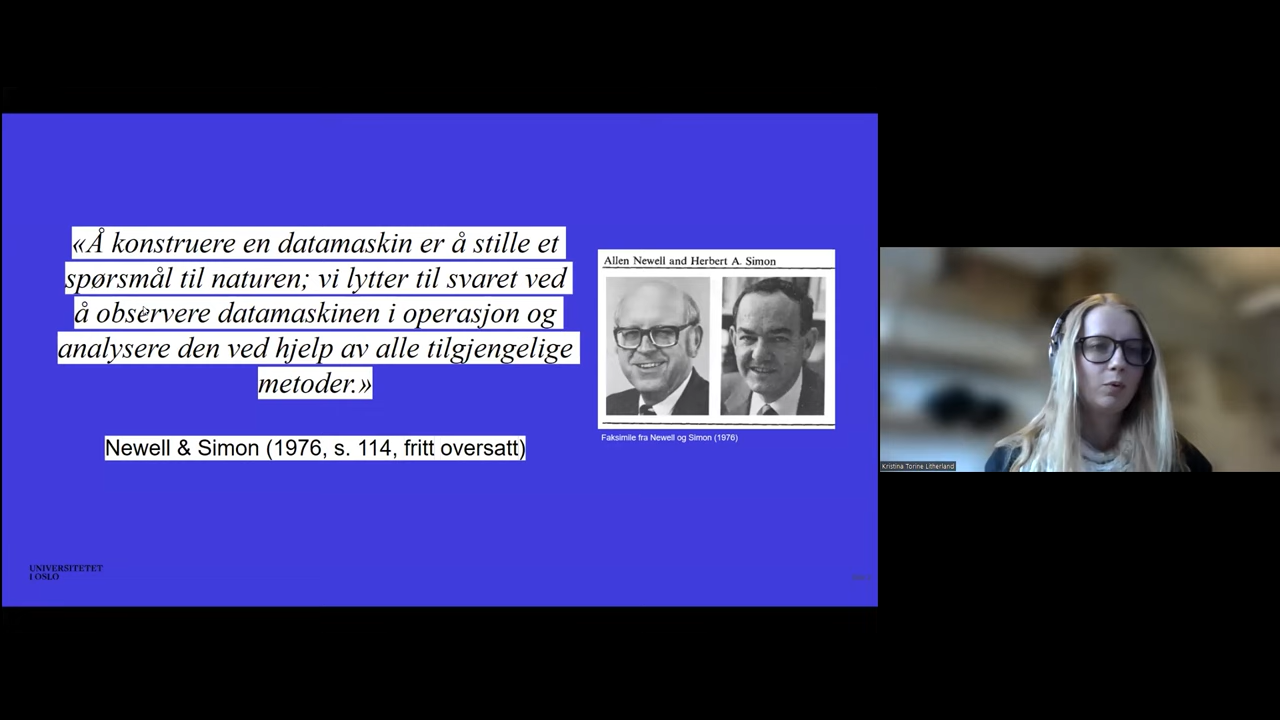 «Å konstruere en datamaskin er å stille et
spørsmål til naturen; vi lytter til svaret ved
å observere datamaskinen i operasjon og
analysere den ved hjelp av alle tilgjengelige
metoder.»
Newell & Simon (1976, s. 114, fritt oversatt)
Allen Newell and Herbert A. Simon
Faksimile fra Newell og Simon (1976)
UNIVERSITETET
I OSLO
Kristina Torine Litherland